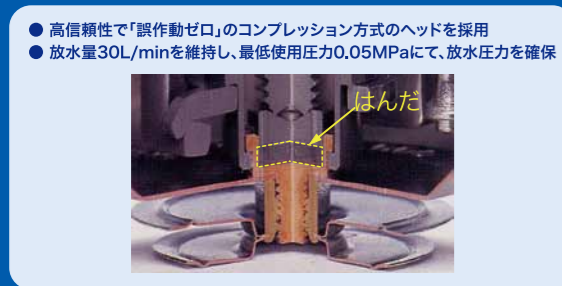 ● 高信頼性で「誤作動ゼロ」のコンプレッション方式のヘッドを採用
● 放水量30L/minを維持し、最低使用圧力0.05MPaにて、放水圧力を確保
はんだ